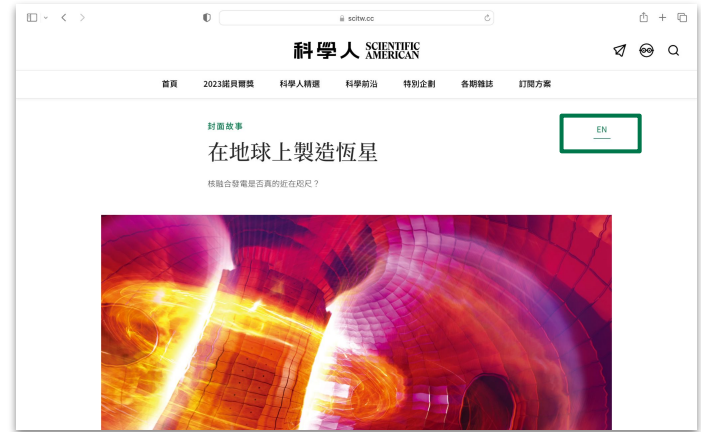 scitw.cc
科學人 SCIENTIFIC AMERICAN
首頁 2023諾貝爾獎 科學人精選 科學前沿 特別企劃 各期雜誌 訂閱方案
封面故事
EN
在地球上製造恆星
核融合發電是否真的近在咫尺？